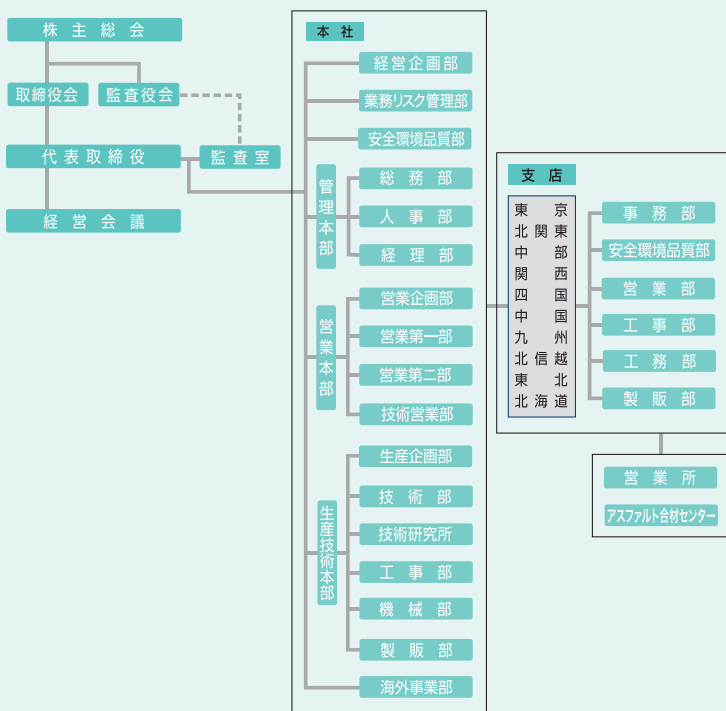 株主総会
取締役会
監査役会
代表取締役
監査室
経営会議
本社
経営企画部
業務リスク管理部
安全環境品質部
管理本部
総務部
人事部
経理部
営業本部
営業企画部
営業第一部
営業第二部
技術営業部
生産技術本部
生産企画部
技術部
技術研究所
工事部
機械部
製販部
海外事業部
支店
東京
北関東
中部
関西
四国
中国
九州
北信越
東北
北海道
事務部
安全環境品質部
営業部
工事部
工務部
製販部
営業所
アスファルト合材センター